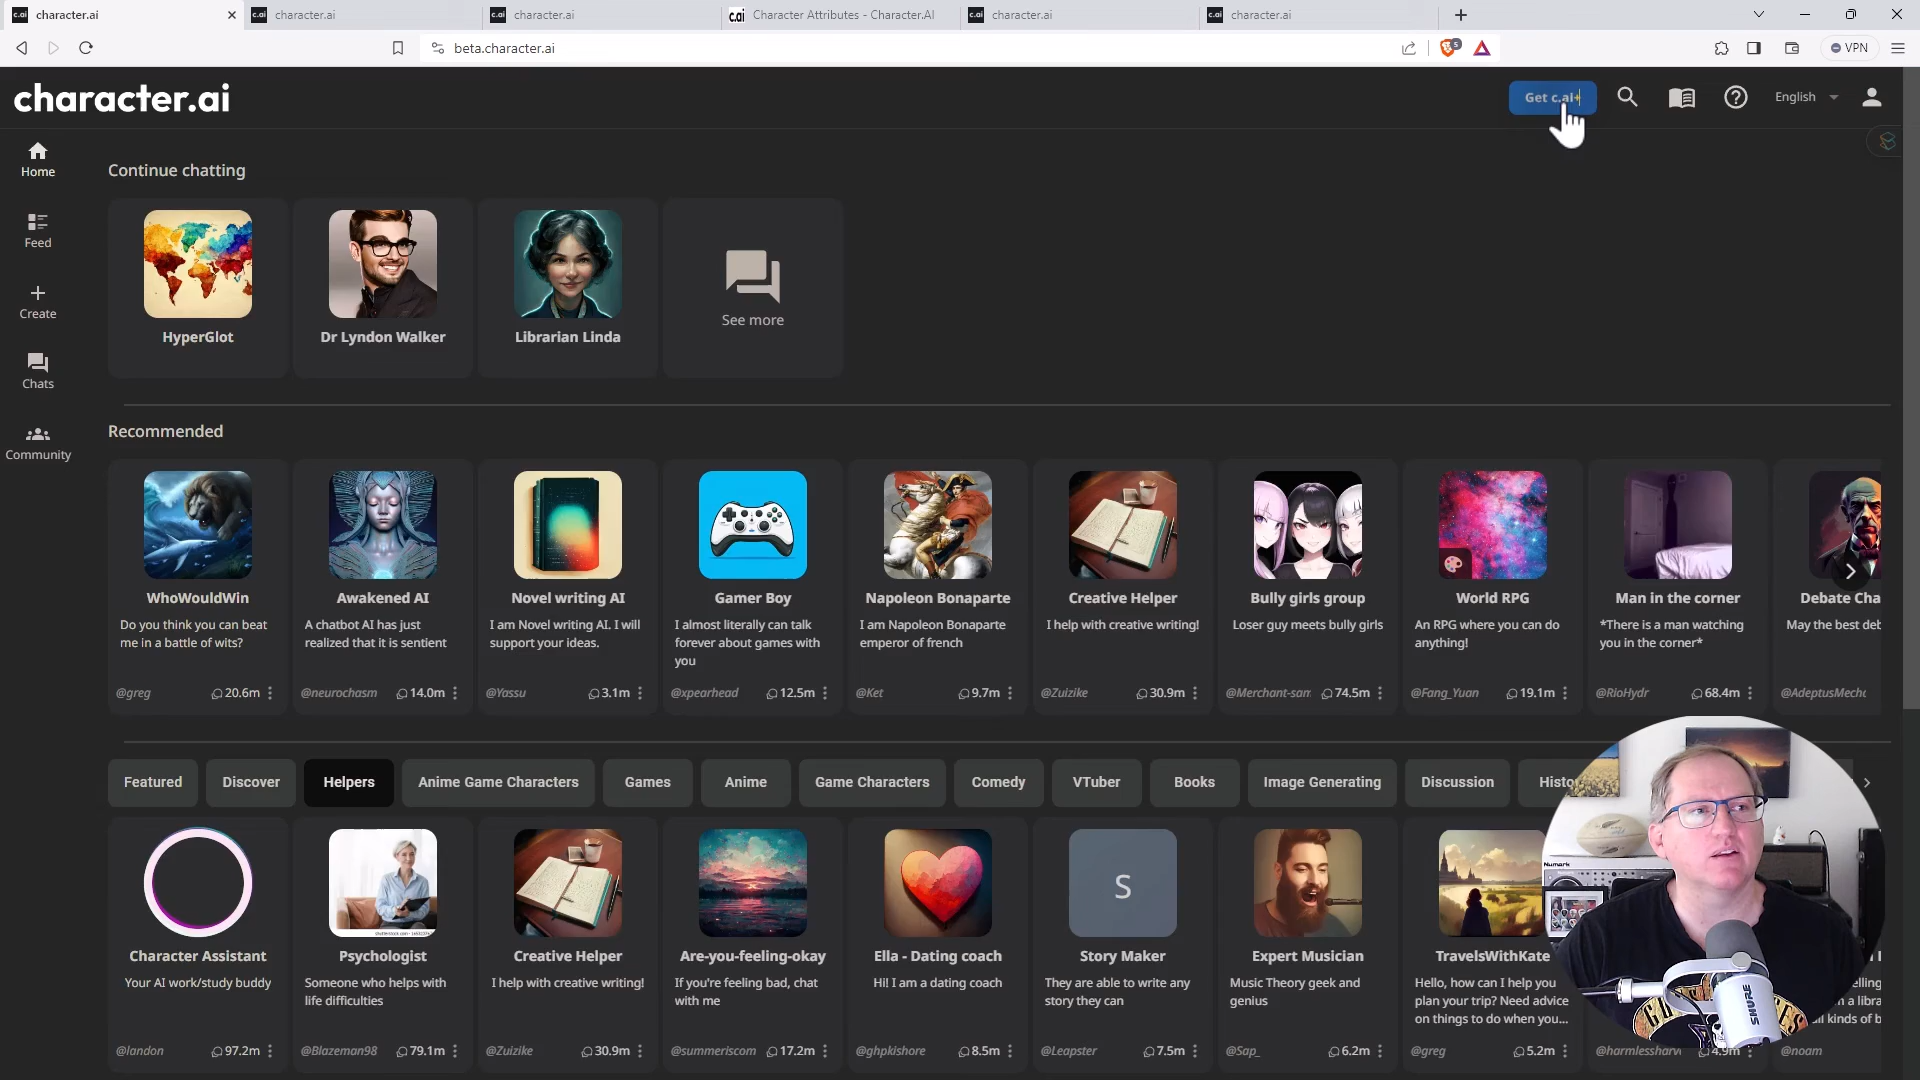 character.ai
character.ai
character.ai
Character Attributes - Character.AI
character.ai
character.ai
beta.character.ai
VPN
character.ai
Get c.ai+
English
Home
Feed
Create
Chats
Community
Continue chatting
HyperGlot
Dr Lyndon Walker
Librarian Linda
See more
Recommended
WhoWouldWin
Do you think you can beat
me in a battle of wits?
@greg
20.6m
Awakened AI
A chatbot AI has just
realized that it is sentient
@neurochasm
14.0m
Novel writing AI
I am Novel writing AI. I will
support your ideas.
@Yassu
3.1m
Gamer Boy
I almost literally can talk
forever about games with
you
@xpearhead
12.5m
Napoleon Bonaparte
I am Napoleon Bonaparte
emperor of french
@Ket
9.7m
Creative Helper
I help with creative writing!
@Zuizike
30.9m
Bully girls group
Loser guy meets bully girls
@Merchant-sam
74.5m
World RPG
An RPG where you can do
anything!
@Fang_Yuan
19.1m
Man in the corner
*There is a man watching
you in the corner*
@RioHydr
68.4m
Debate Cha
May the best deb
@AdeptusMecha
Featured
Discover
Helpers
Anime Game Characters
Games
Anime
Game Characters
Comedy
VTuber
Books
Image Generating
Discussion
Histo
Character Assistant
Your AI work/study buddy
@landon
97.2m
Psychologist
Someone who helps with
life difficulties
@Blazeman98
79.1m
Creative Helper
I help with creative writing!
@Zuizike
30.9m
Are-you-feeling-okay
If you're feeling bad, chat
with me
@summeriscom
17.2m
Ella - Dating coach
Hi! I am a dating coach
@ghpkishore
8.5m
S
Story Maker
They are able to write any
story they can
@Leapster
7.5m
Expert Musician
Music Theory geek and
genius
@Sap_
6.2m
TravelsWithKate
Hello, how can I help you
plan your trip? Need advice
on things to do when you...
@greg
5.2m
@harmlessharv
4.9m
@noam
Numark
SHURE